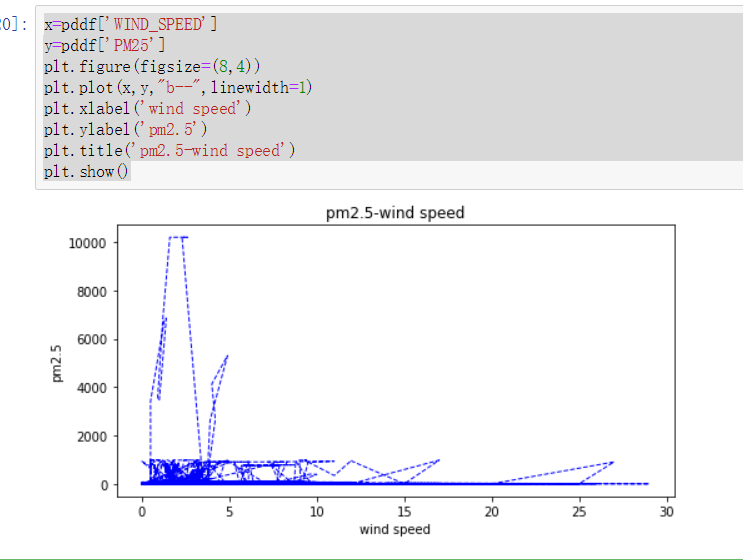 20]:
x=pddf['WIND_SPEED']
y=pddf['PM25']
plt.figure(figsize=(8,4))
plt.plot(x,y,"b--",linewidth=1)
plt.xlabel('wind speed')
plt.ylabel('pm2.5')
plt.title('pm2.5-wind speed')
plt.show()
pm2.5-wind speed
10000
8000
6000
4000
2000
0
pm2.5
0 5 10 15 20 25 30
wind speed